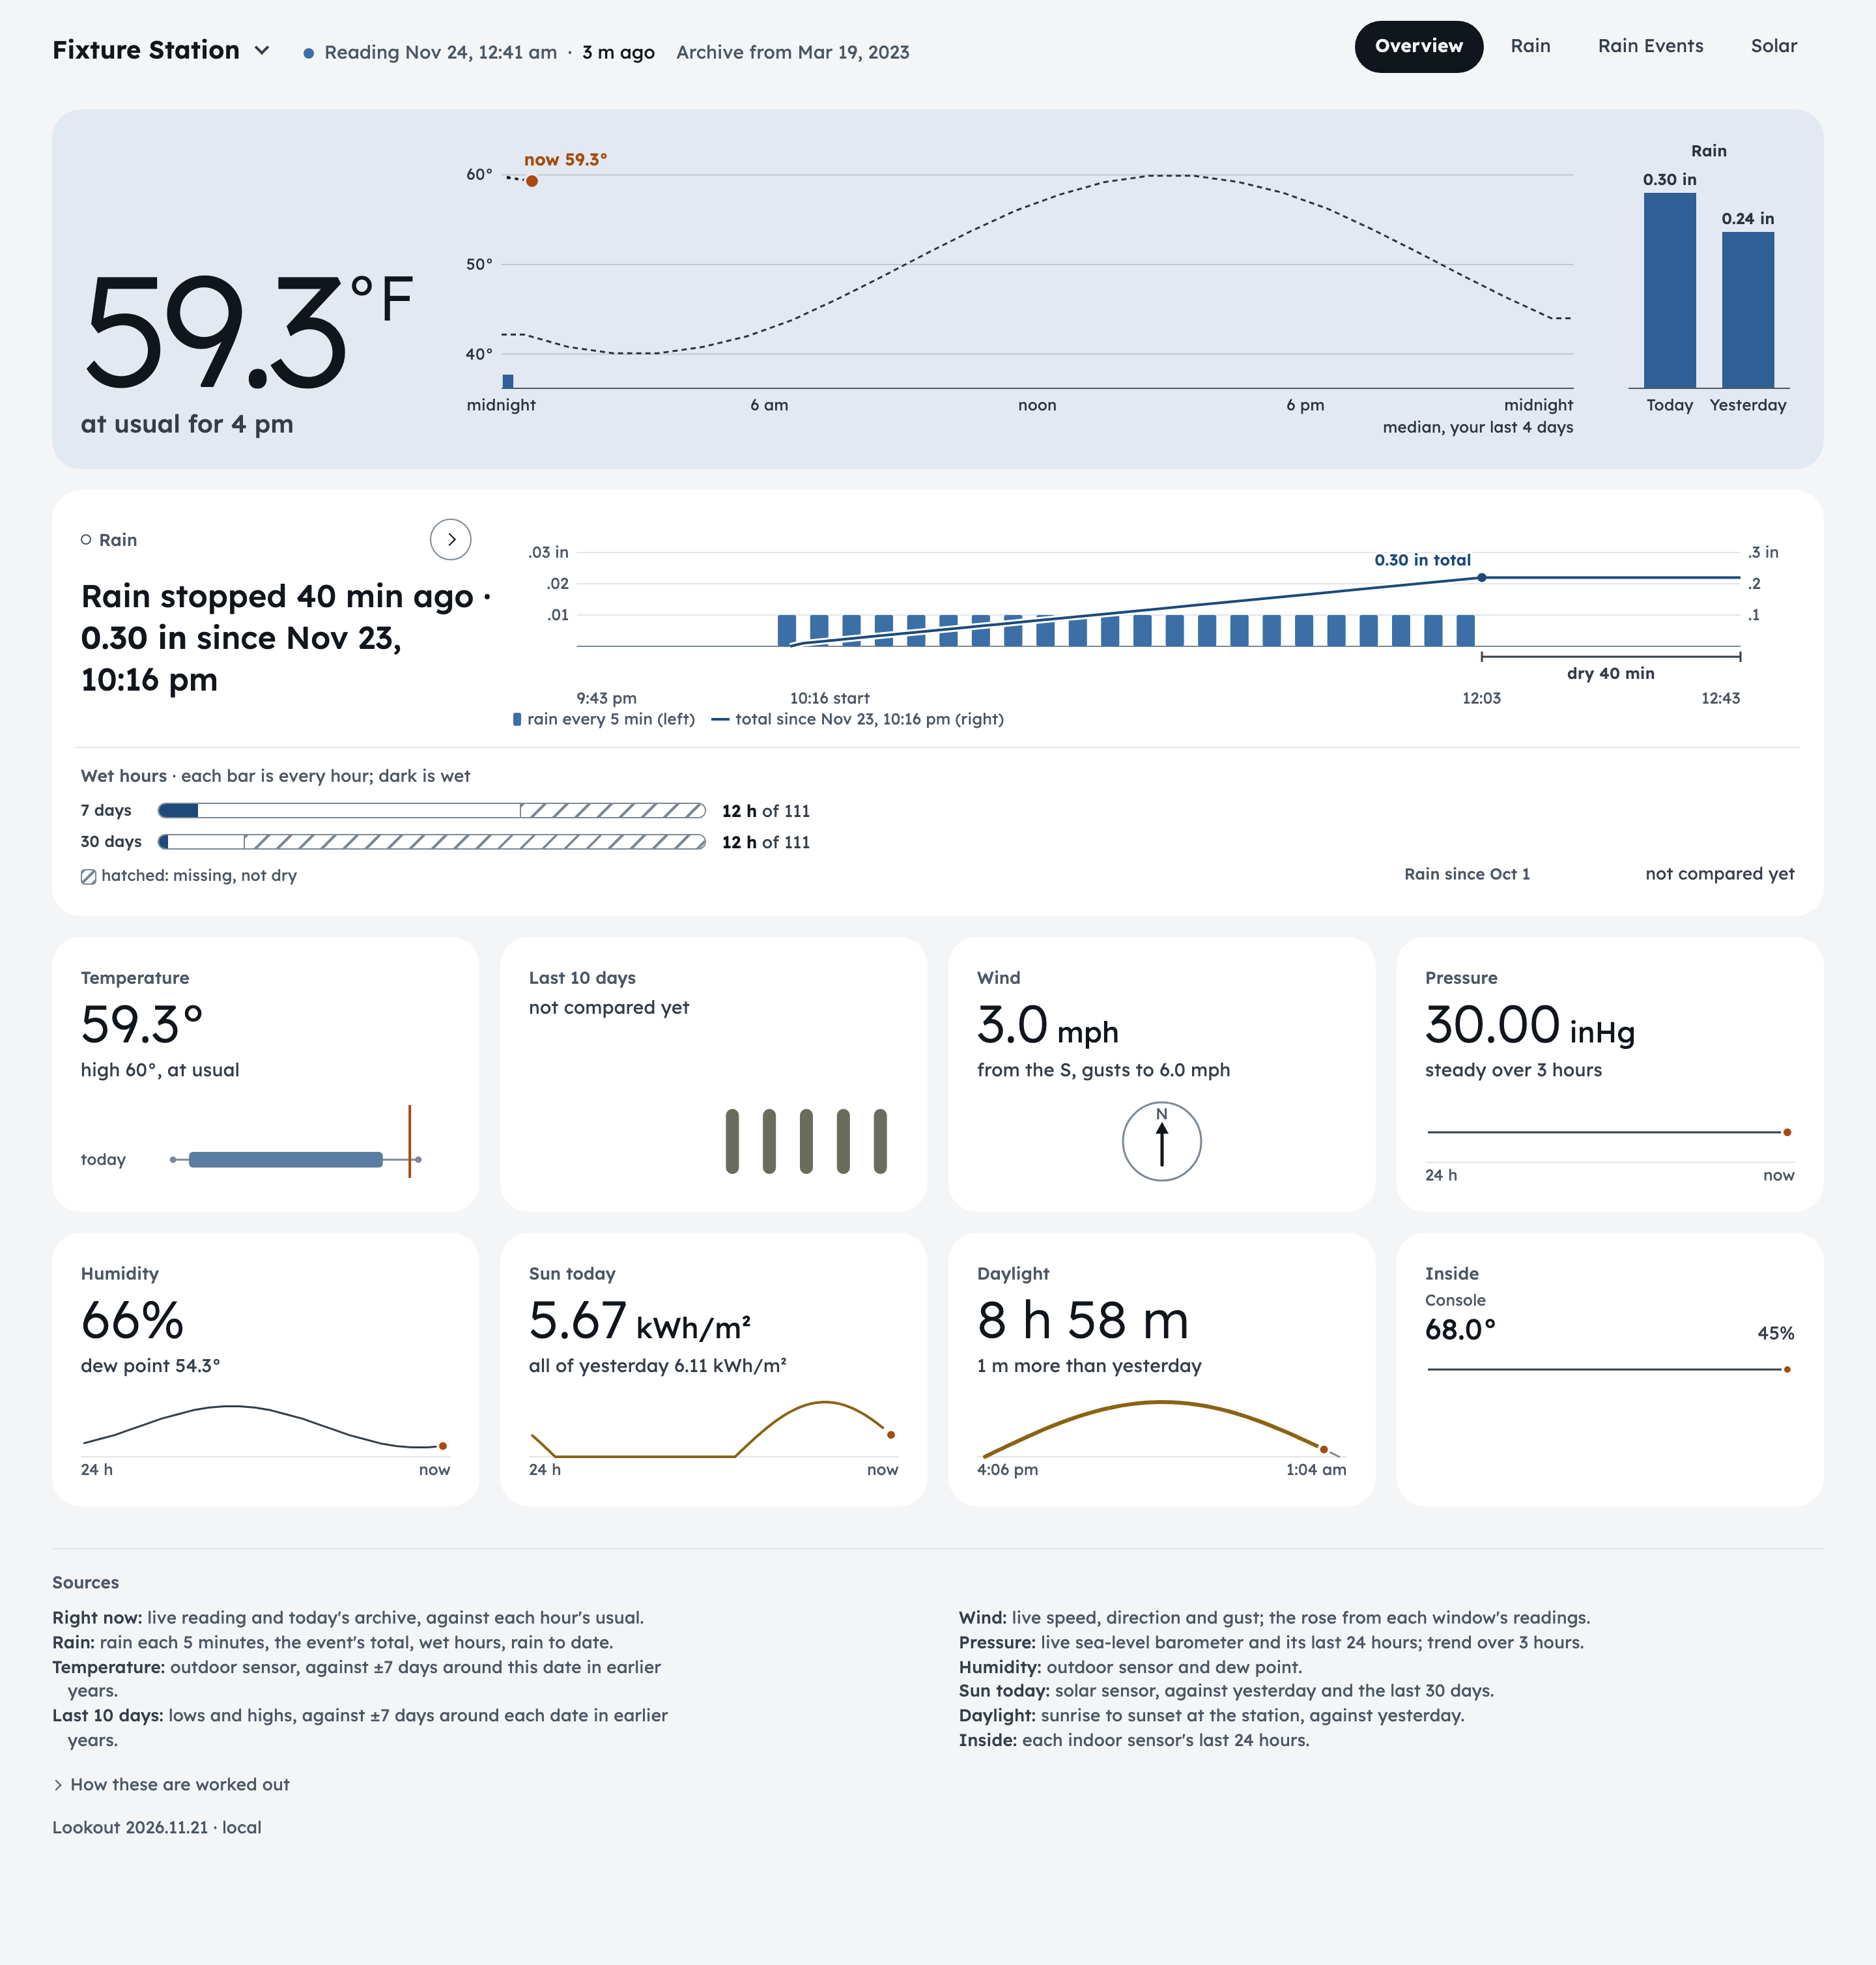 Fixture Station
Reading Nov 24, 12:41 am · 3 m ago Archive from Mar 19, 2023
Overview Rain Rain Events Solar
59.3°F
at usual for 4 pm
now 59.3°
60°
50°
40°
midnight 6 am noon 6 pm midnight
median, your last 4 days
Rain
0.30 in
0.24 in
Today Yesterday
Rain
Rain stopped 40 min ago ·
0.30 in since Nov 23,
10:16 pm
.03 in
.02
.01
0.30 in total
.3 in
.2
.1
dry 40 min
9:43 pm 10:16 start 12:03 12:43
rain every 5 min (left) total since Nov 23, 10:16 pm (right)
Wet hours · each bar is every hour; dark is wet
7 days 12 h of 111
30 days 12 h of 111
hatched: missing, not dry
Rain since Oct 1 not compared yet
Temperature
59.3°
high 60°, at usual
today
Last 10 days
not compared yet
Wind
3.0 mph
from the S, gusts to 6.0 mph
N
Pressure
30.00 inHg
steady over 3 hours
24 h now
Humidity
66%
dew point 54.3°
24 h now
Sun today
5.67 kWh/m²
all of yesterday 6.11 kWh/m²
24 h now
Daylight
8 h 58 m
1 m more than yesterday
4:06 pm 1:04 am
Inside
Console
68.0° 45%
Sources
Right now: live reading and today's archive, against each hour's usual.
Rain: rain each 5 minutes, the event's total, wet hours, rain to date.
Temperature: outdoor sensor, against ±7 days around this date in earlier
years.
Last 10 days: lows and highs, against ±7 days around each date in earlier
years.
Wind: live speed, direction and gust; the rose from each window's readings.
Pressure: live sea-level barometer and its last 24 hours; trend over 3 hours.
Humidity: outdoor sensor and dew point.
Sun today: solar sensor, against yesterday and the last 30 days.
Daylight: sunrise to sunset at the station, against yesterday.
Inside: each indoor sensor's last 24 hours.
How these are worked out
Lookout 2026.11.21 · local